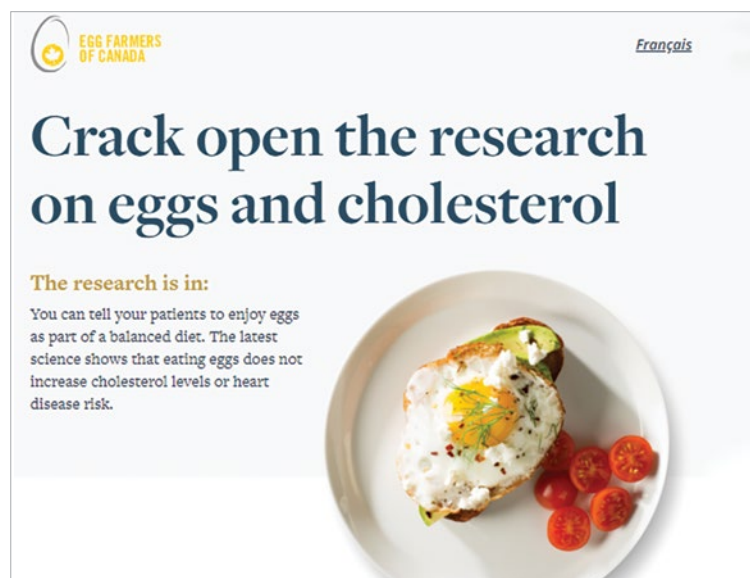 EGG FARMERS
OF CANADA
Français
Crack open the research
on eggs and cholesterol
The research is in:
You can tell your patients to enjoy eggs
as part of a balanced diet. The latest
science shows that eating eggs does not
increase cholesterol levels or heart
disease risk.